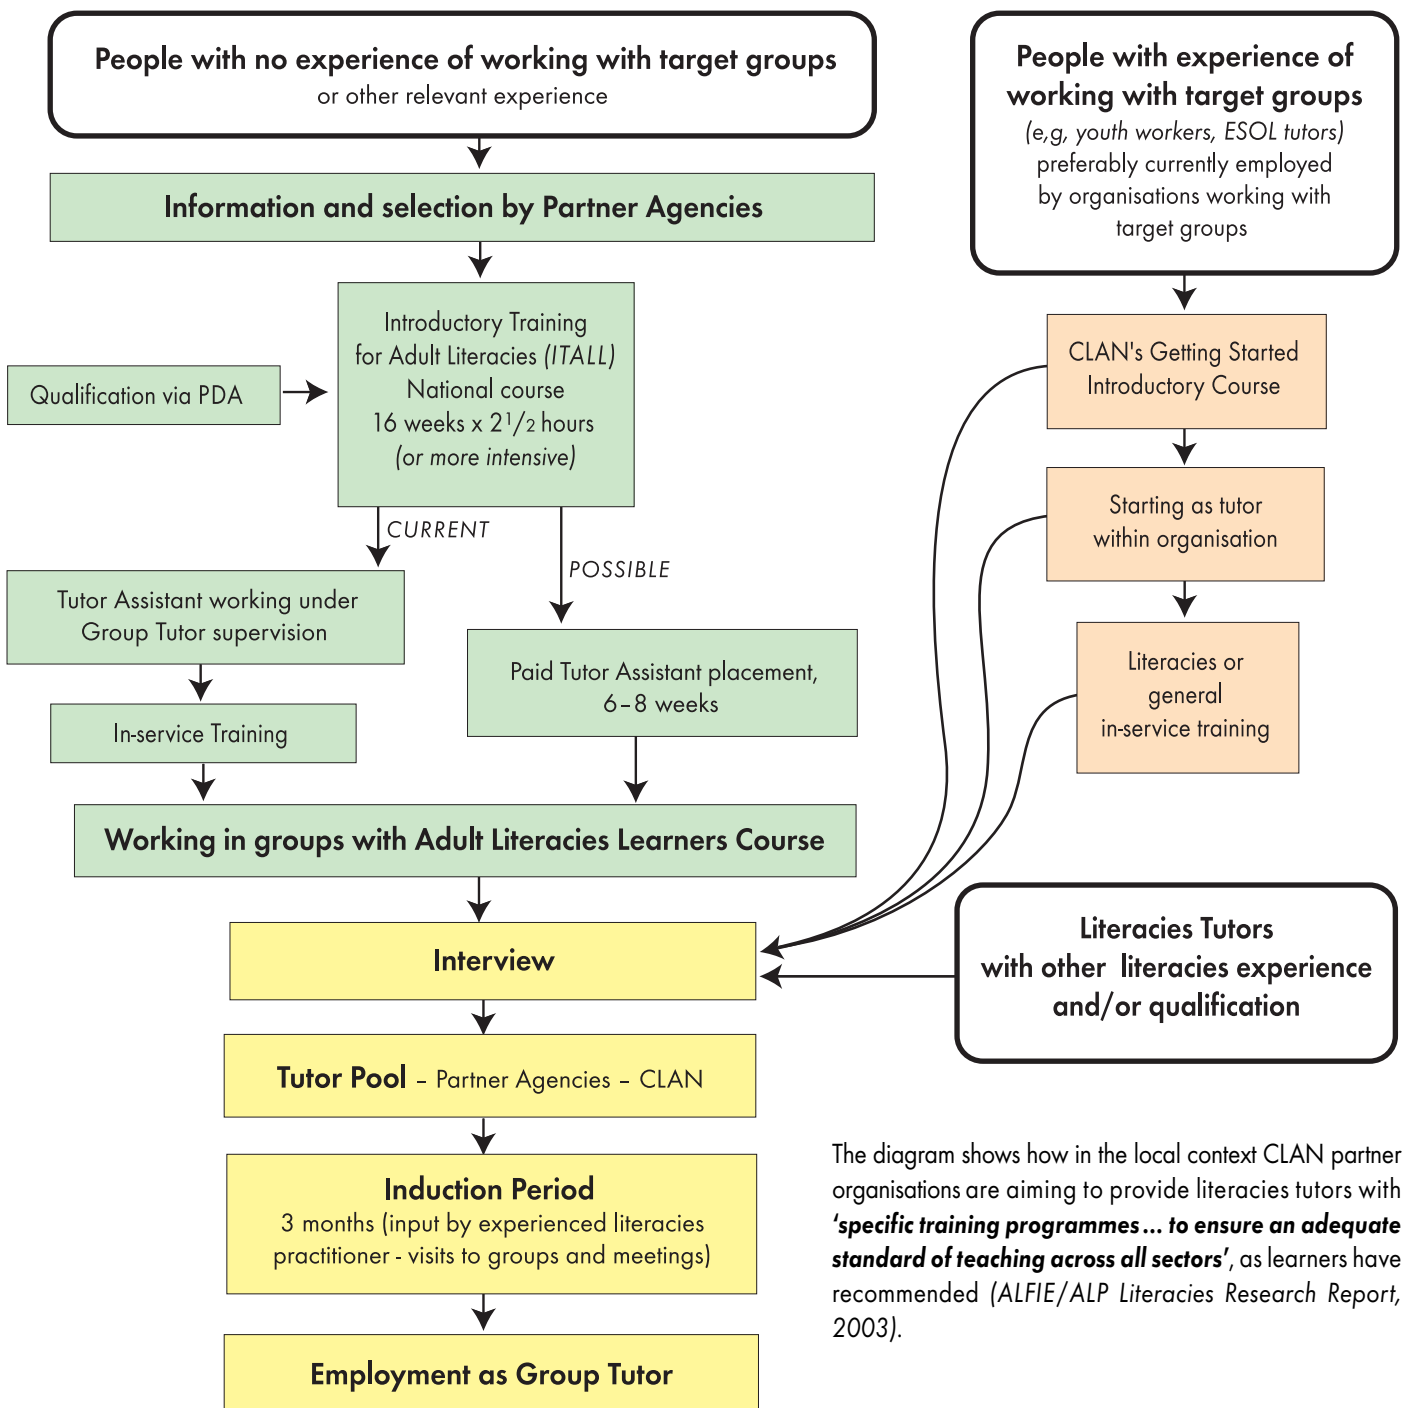 People with no experience of working with target groups
or other relevant experience
Information and selection by Partner Agencies
Introductory Training
for Adult Literacies (ITALL)
National course
16 weeks x 2 1/2 hours
(or more intensive)
Qualification via PDA
CURRENT
POSSIBLE
Tutor Assistant working under
Group Tutor supervision
In-service Training
Paid Tutor Assistant placement,
6–8 weeks
Working in groups with Adult Literacies Learners Course
People with experience of
working with target groups
(e,g, youth workers, ESOL tutors)
preferably currently employed
by organisations working with
target groups
CLAN's Getting Started
Introductory Course
Starting as tutor
within organisation
Literacies or
general
in-service training
Literacies Tutors
with other literacies experience
and/or qualification
Interview
Tutor Pool – Partner Agencies – CLAN
Induction Period
3 months (input by experienced literacies
practitioner - visits to groups and meetings)
Employment as Group Tutor
The diagram shows how in the local context CLAN partner
organisations are aiming to provide literacies tutors with
‘specific training programmes... to ensure an adequate
standard of teaching across all sectors’, as learners have
recommended (ALFIE/ALP Literacies Research Report,
2003).